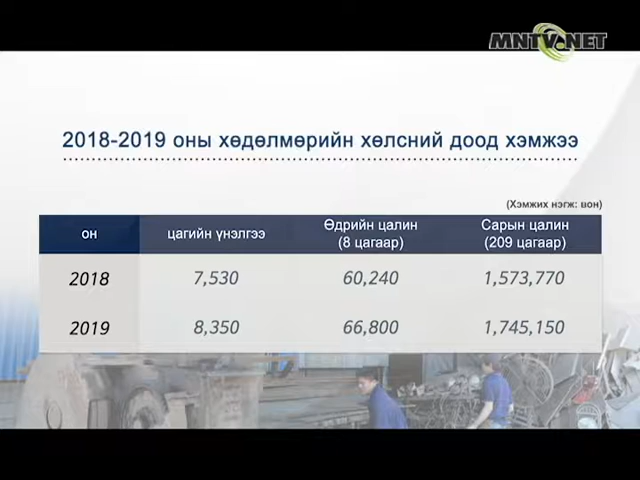 MNTV.NET
2018-2019 оны хөдөлмөрийн хөлсний доод хэмжээ
(Хэмжих нэгж: вон)
он цагийн үнэлгээ Өдрийн цалин (8 цагаар) Сарын цалин (209 цагаар)
2018 7,530 60,240 1,573,770
2019 8,350 66,800 1,745,150